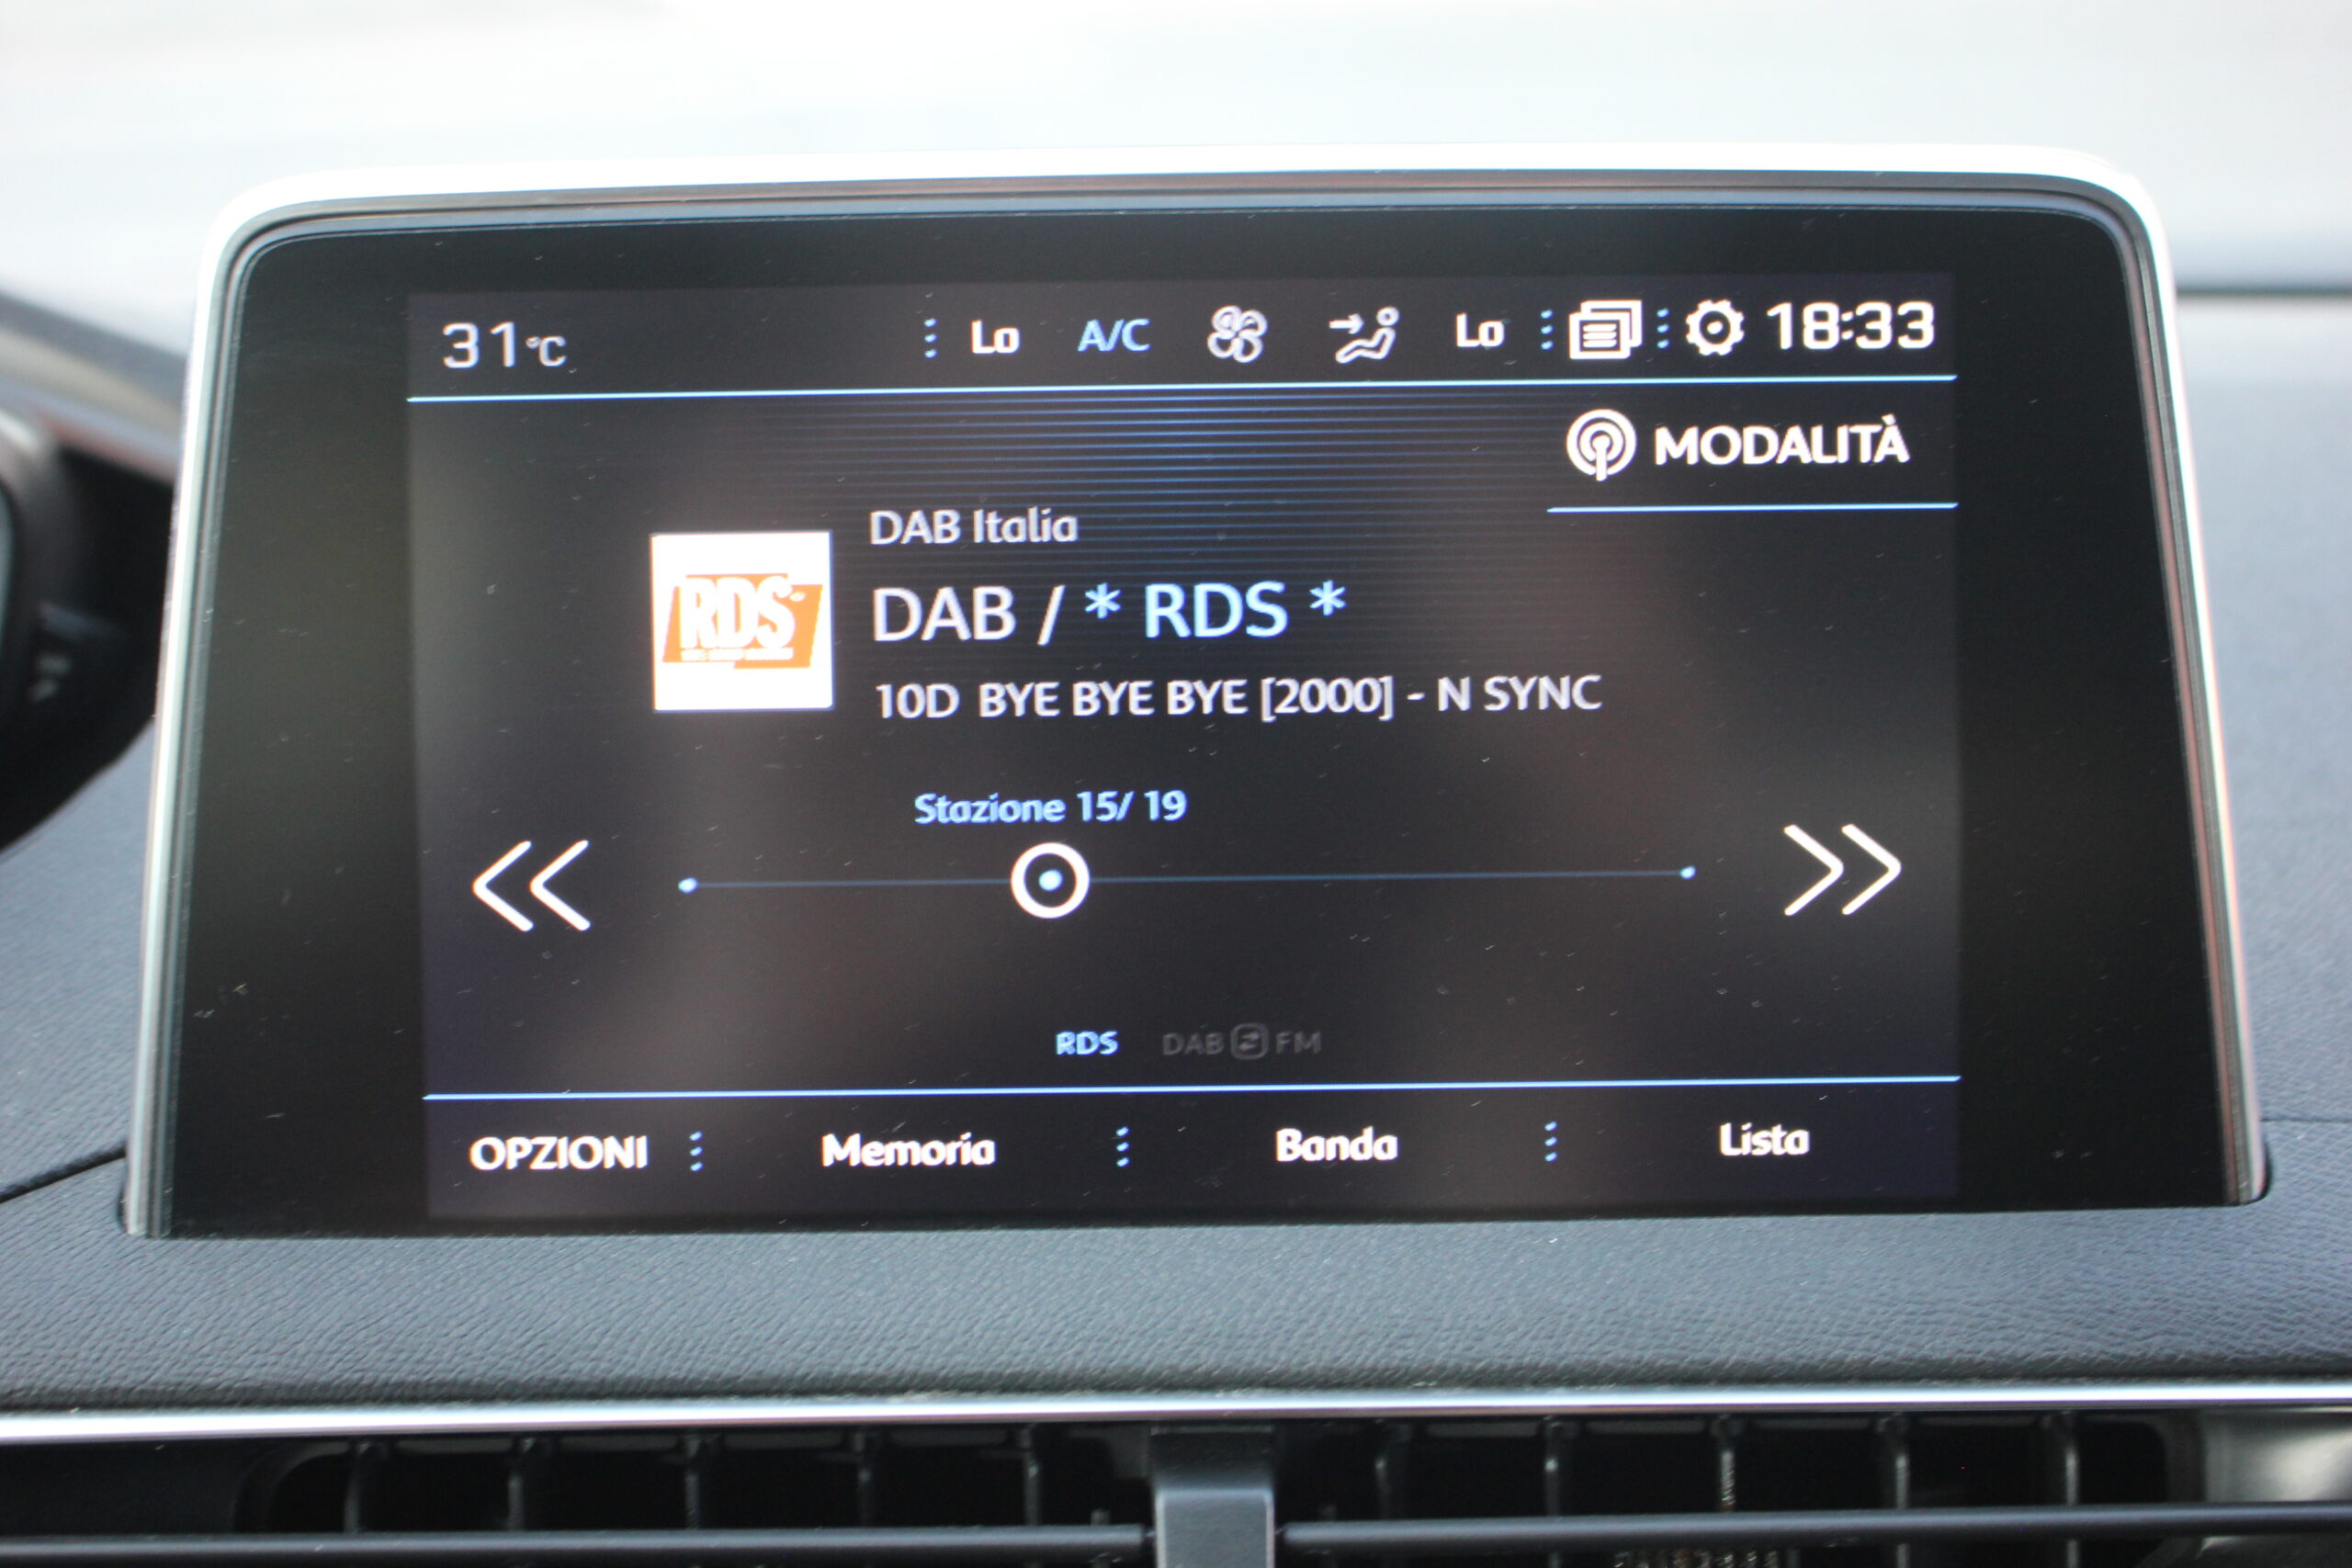 31°C Lo A/C Lo 18:33
MODALITÀ
DAB Italia
RDS
DAB / * RDS *
10D BYE BYE BYE [2000] - N SYNC
Stazione 15/ 19
RDS DAB FM
OPZIONI Memoria Banda Lista